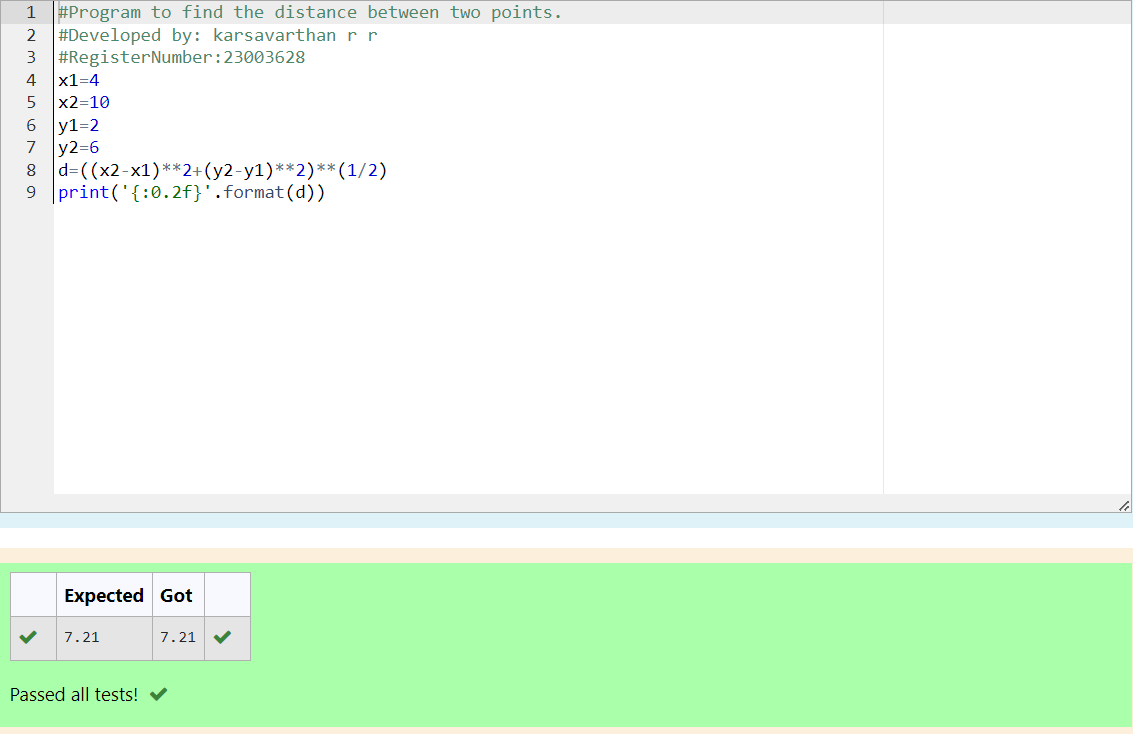 1 #Program to find the distance between two points.
2 #Developed by: karsavarthan r r
3 #RegisterNumber:23003628
4 x1=4
5 x2=10
6 y1=2
7 y2=6
8 d=((x2-x1)**2+(y2-y1)**2)**(1/2)
9 print('{:0.2f}'.format(d))
Expected Got
7.21 7.21
Passed all tests!